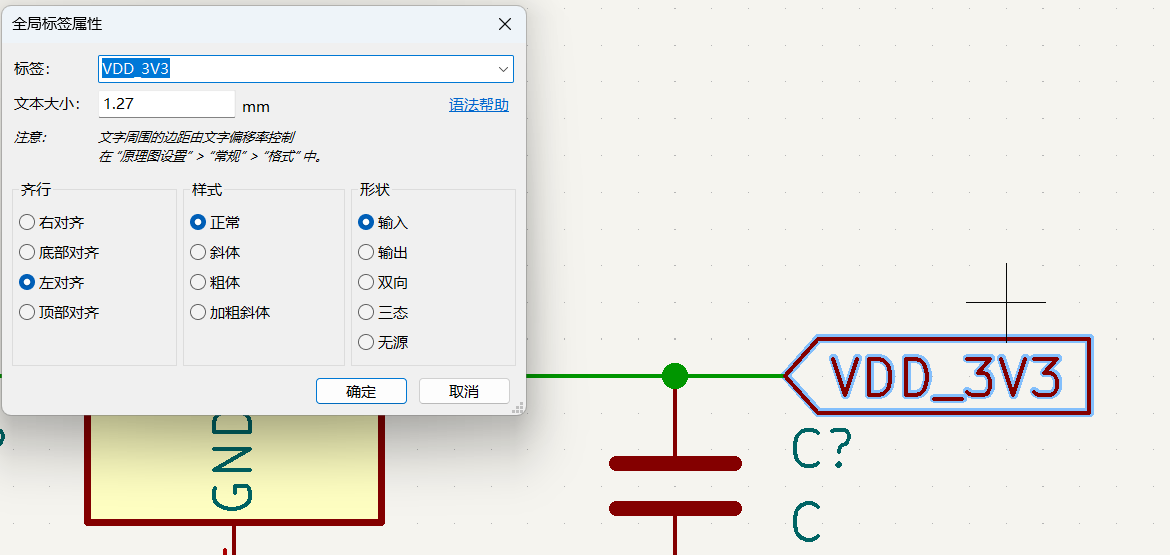 全局标签属性
标签:
VDD_3V3
文本大小:
1.27
mm
语法帮助
注意:
文字周围的边距由文字偏移率控制
在 “原理图设置” > “常规” > “格式” 中。
齐行
样式
形状
右对齐
正常
输入
底部对齐
斜体
输出
左对齐
粗体
双向
顶部对齐
加粗斜体
三态
无源
确定
取消
VDD_3V3
GND
C?
C